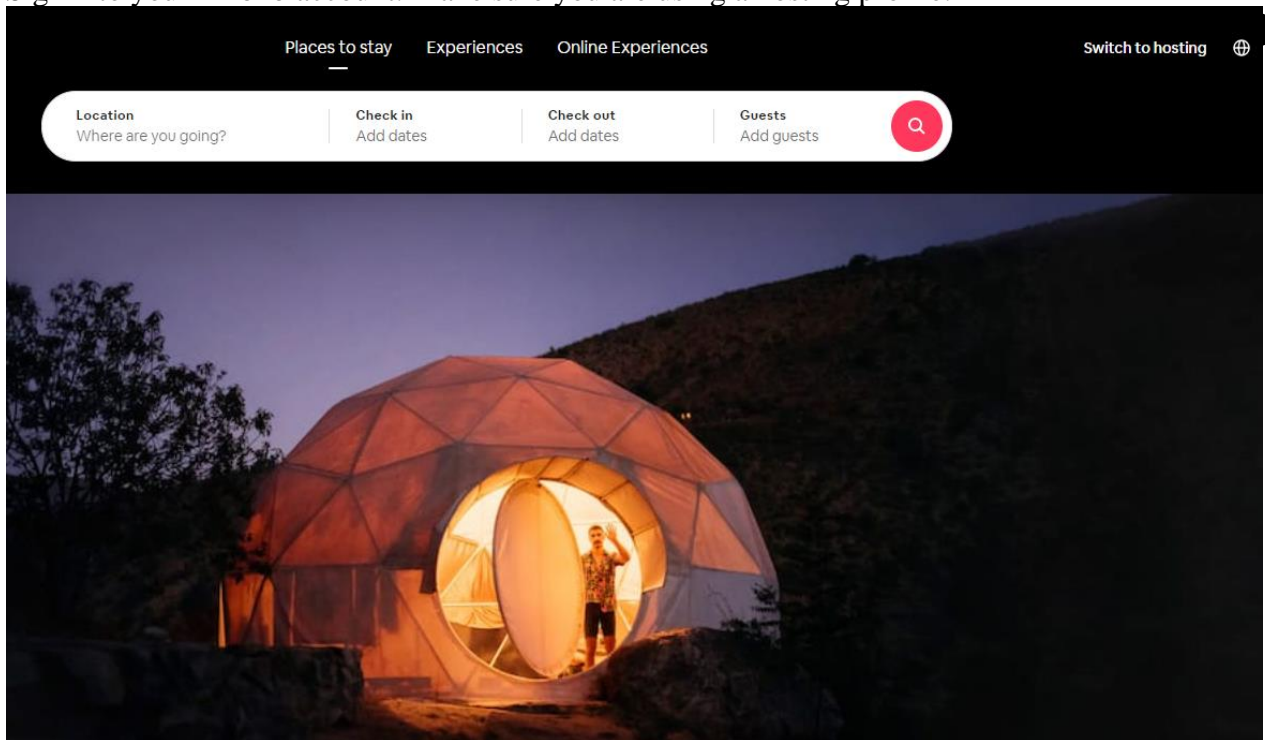 Places to stay Experiences Online Experiences Switch to hosting
Location Check in Check out Guests
Where are you going? Add dates Add dates Add guests